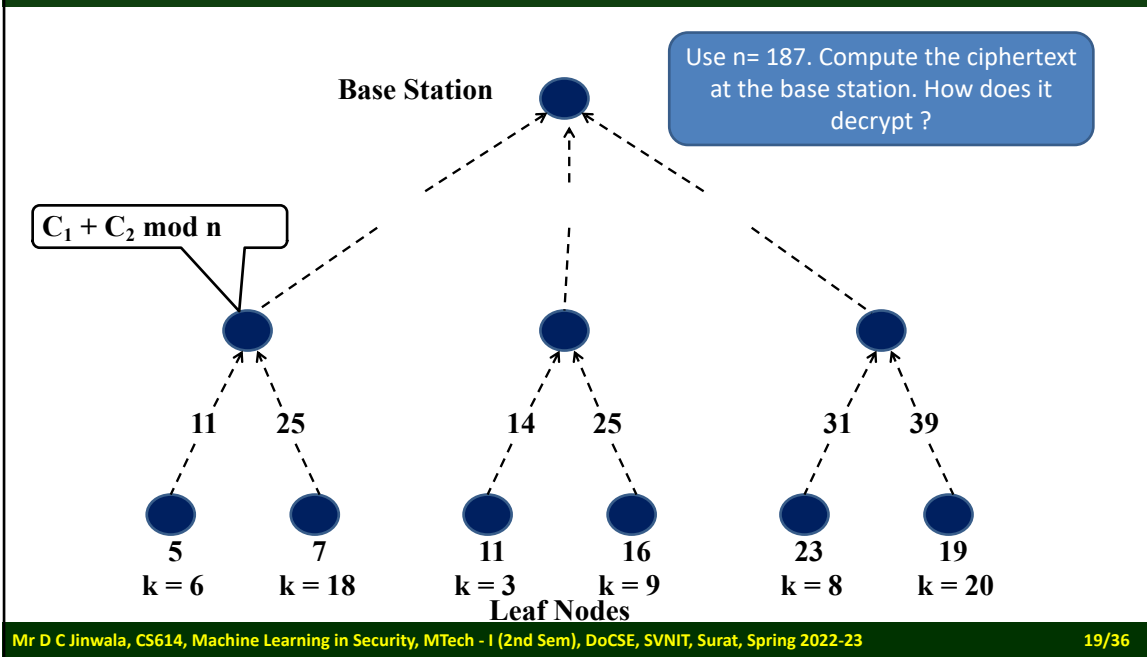 Use n= 187. Compute the ciphertext
at the base station. How does it
decrypt ?
Base Station
C₁ + C₂ mod n
11 25 14 25 31 39
5 7 11 16 23 19
k = 6 k = 18 k = 3 k = 9 k = 8 k = 20
Leaf Nodes
Mr D C Jinwala, CS614, Machine Learning in Security, MTech - I (2nd Sem), DoCSE, SVNIT, Surat, Spring 2022-23 19/36